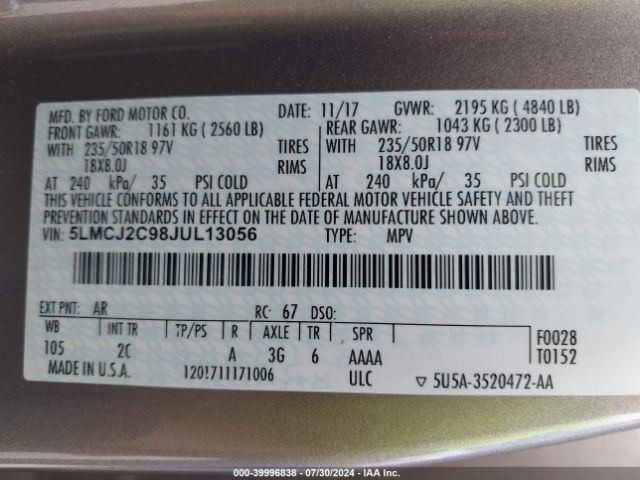 MFD. BY FORD MOTOR CO. DATE: 11/17 GVWR: 2195 KG ( 4840 LB)
FRONT GAWR: 1161 KG ( 2560 LB) REAR GAWR: 1043 KG ( 2300 LB)
WITH 235/50R18 97V TIRES WITH 235/50R18 97V TIRES
18X8.0J RIMS 18X8.0J RIMS
AT 240 kPa/ 35 PSI COLD AT 240 kPa/ 35 PSI COLD
THIS VEHICLE CONFORMS TO ALL APPLICABLE FEDERAL MOTOR VEHICLE SAFETY AND THEFT
PREVENTION STANDARDS IN EFFECT ON THE DATE OF MANUFACTURE SHOWN ABOVE.
VIN: 5LMCJ2C98JUL13056 TYPE: MPV
EXT PNT: AR RC: 67 DSO:
WB INT TR TP/PS R AXLE TR SPR F0028
105 2C A 3G 6 AAAA T0152
MADE IN U.S.A. 120!711171006 ULC ▽ 5U5A-3520472-AA
000-39996838 - 07/30/2024 - IAA Inc.